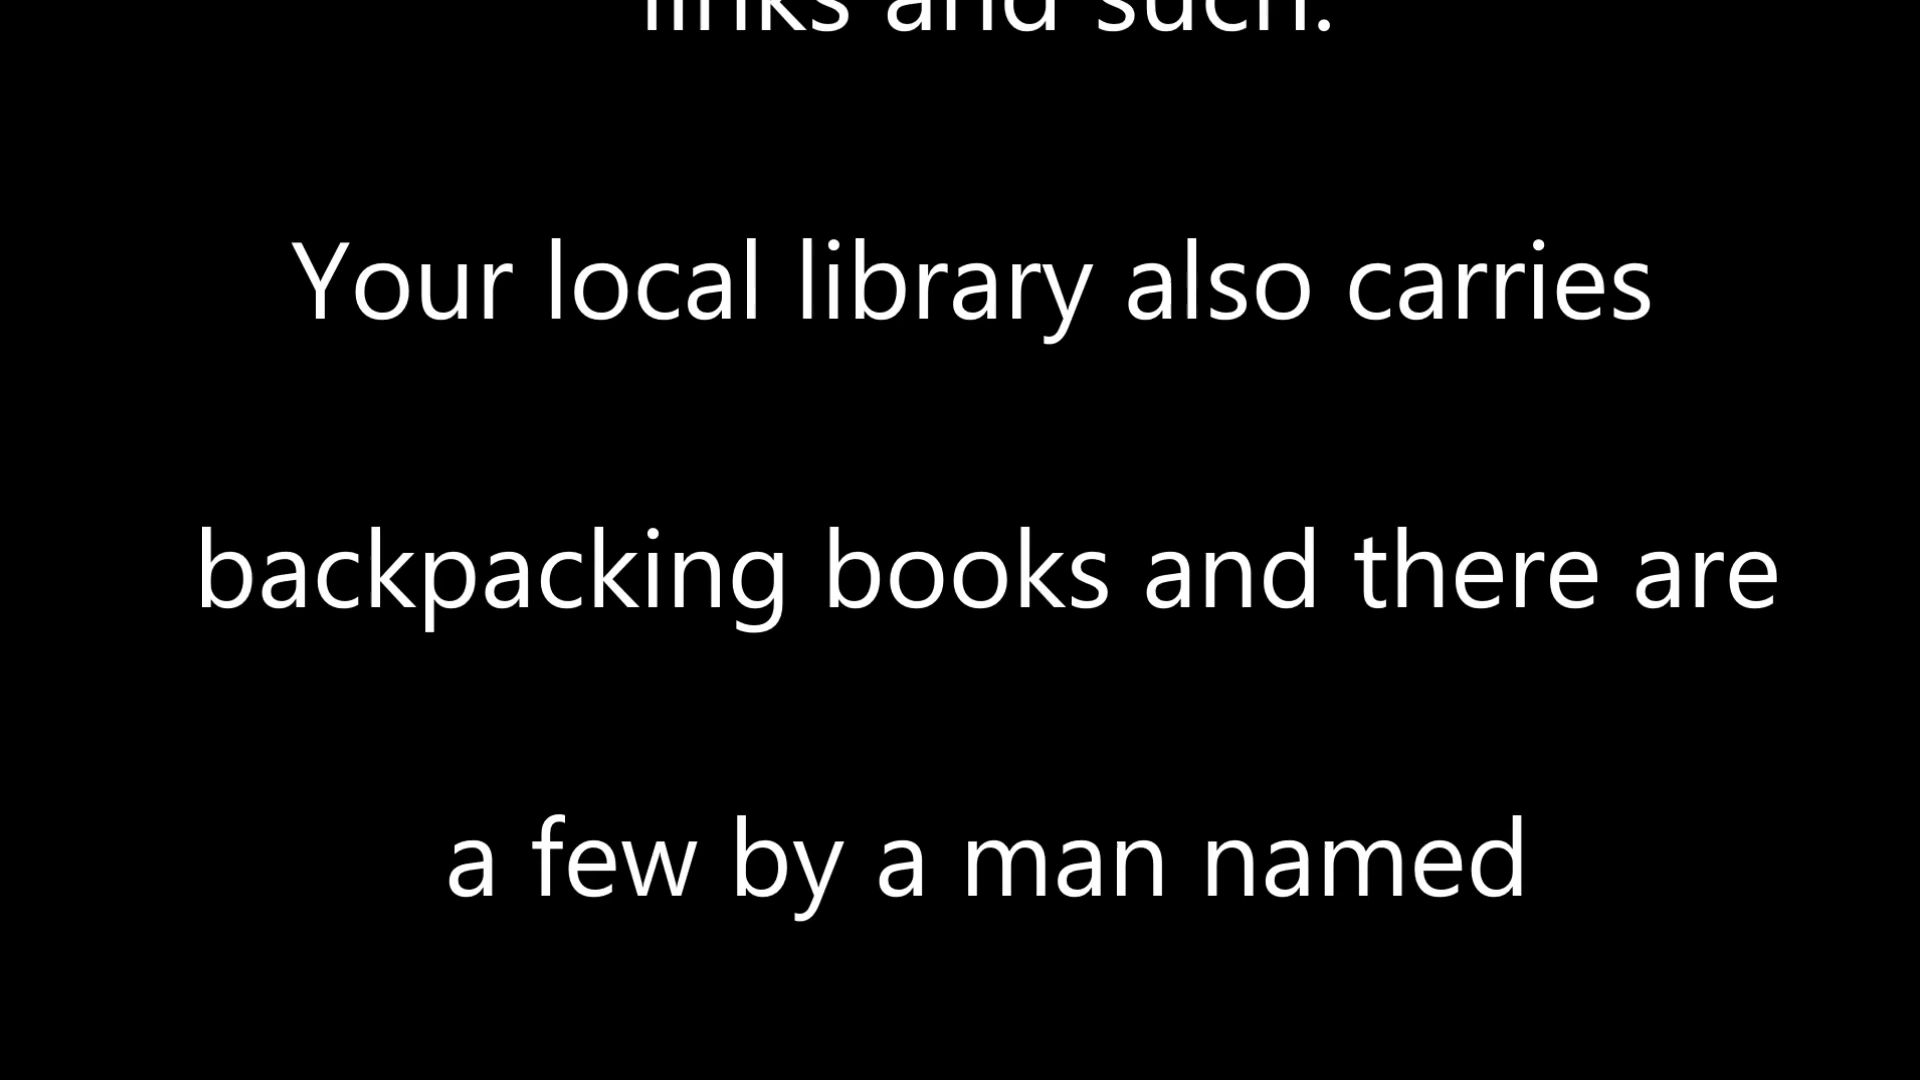 links and such.
Your local library also carries
backpacking books and there are
a few by a man named